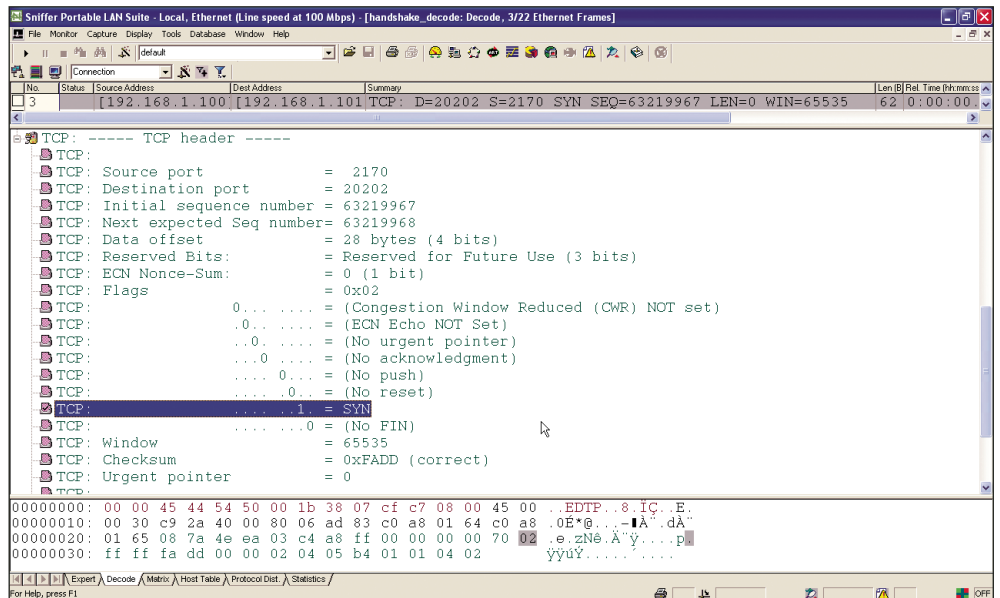 Sniffer Portable LAN Suite - Local, Ethernet (Line speed at 100 Mbps) - [handshake_decode: Decode, 3/22 Ethernet Frames]
File Monitor Capture Display Tools Database Window Help
default
Connection
No. Status Source Address Dest Address Summary Len (B Rel. Time (hh:mm:ss
3 [192.168.1.100] [192.168.1.101 TCP: D=20202 S=2170 SYN SEQ=63219967 LEN=0 WIN=65535 62 0:00:00.
TCP: ----- TCP header -----
TCP:
TCP: Source port = 2170
TCP: Destination port = 20202
TCP: Initial sequence number = 63219967
TCP: Next expected Seq number= 63219968
TCP: Data offset = 28 bytes (4 bits)
TCP: Reserved Bits: = Reserved for Future Use (3 bits)
TCP: ECN Nonce-Sum: = 0 (1 bit)
TCP: Flags = 0x02
TCP: 0... .... = (Congestion Window Reduced (CWR) NOT set)
TCP: .0.. .... = (ECN Echo NOT Set)
TCP: ..0. .... = (No urgent pointer)
TCP: ...0 .... = (No acknowledgment)
TCP: .... 0... = (No push)
TCP: .... .0.. = (No reset)
TCP: .... ..1. = SYN
TCP: .... ...0 = (No FIN)
TCP: Window = 65535
TCP: Checksum = 0xFADD (correct)
TCP: Urgent pointer = 0
TCP:
00000000: 00 00 45 44 54 50 00 1b 38 07 cf c7 08 00 45 00 ..EDTP..8.ÏÇ..E.
00000010: 00 30 c9 2a 40 00 80 06 ad 83 c0 a8 01 64 c0 a8 .0É*@...-▮À¨.dÀ¨
00000020: 01 65 08 7a 4e ea 03 c4 a8 ff 00 00 00 00 70 02 .e.zNê.Ä¨ÿ....p.
00000030: ff ff fa dd 00 00 02 04 05 b4 01 01 04 02 ÿÿúÝ.....´....
Expert Decode Matrix Host Table Protocol Dist. Statistics
For Help, press F1 OFF